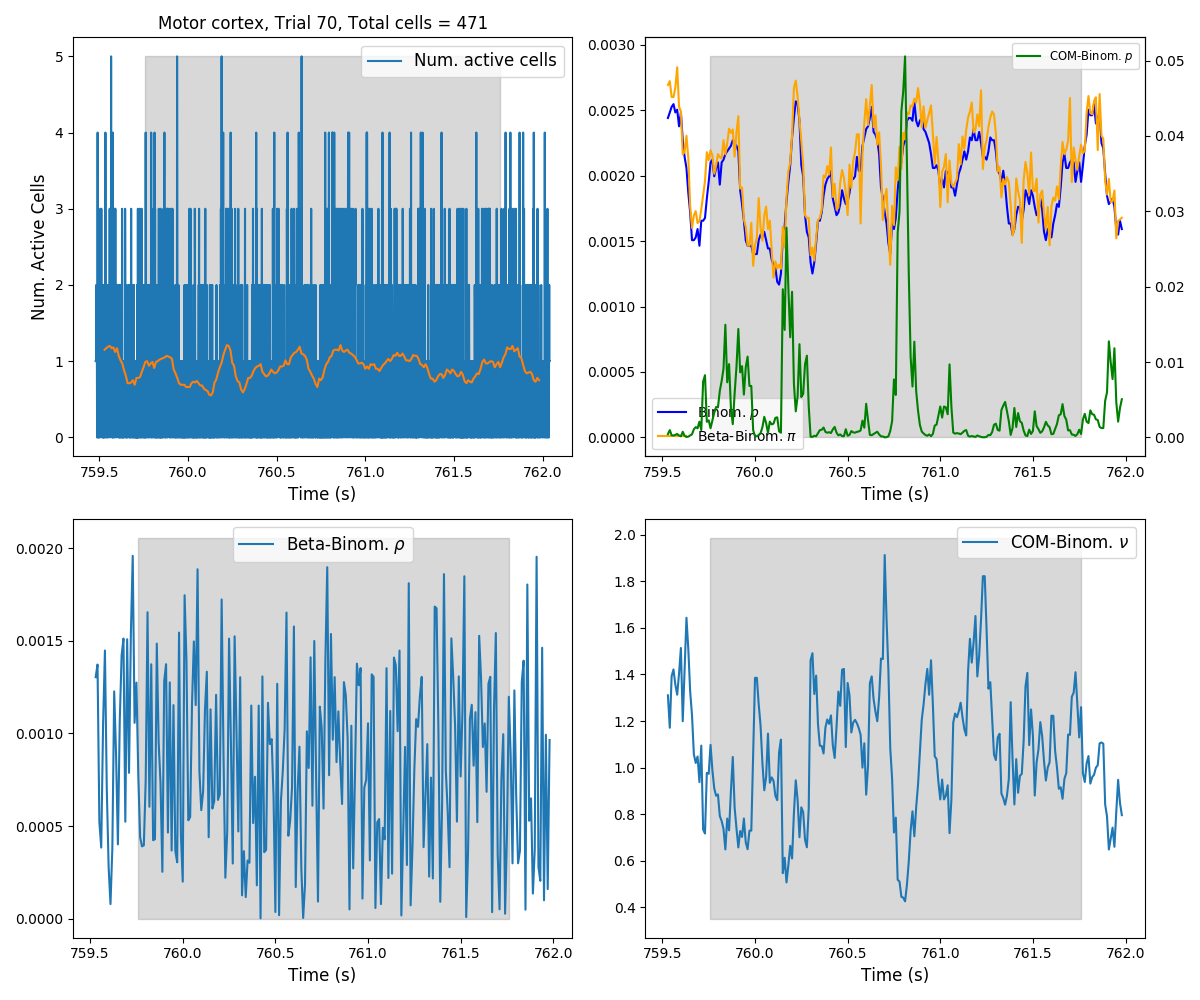 Motor cortex, Trial 70, Total cells = 471
Num. active cells
5
4
3
2
1
0
Num. Active Cells
759.5 760.0 760.5 761.0 761.5 762.0
Time (s)
COM-Binom. p
0.0030
0.0025
0.0020
0.0015
0.0010
0.0005
0.0000
0.05
0.04
0.03
0.02
0.01
0.00
Binom. p
Beta-Binom. π
759.5 760.0 760.5 761.0 761.5 762.0
Time (s)
Beta-Binom. ρ
0.0020
0.0015
0.0010
0.0005
0.0000
759.5 760.0 760.5 761.0 761.5 762.0
Time (s)
COM-Binom. ν
2.0
1.8
1.6
1.4
1.2
1.0
0.8
0.6
0.4
759.5 760.0 760.5 761.0 761.5 762.0
Time (s)